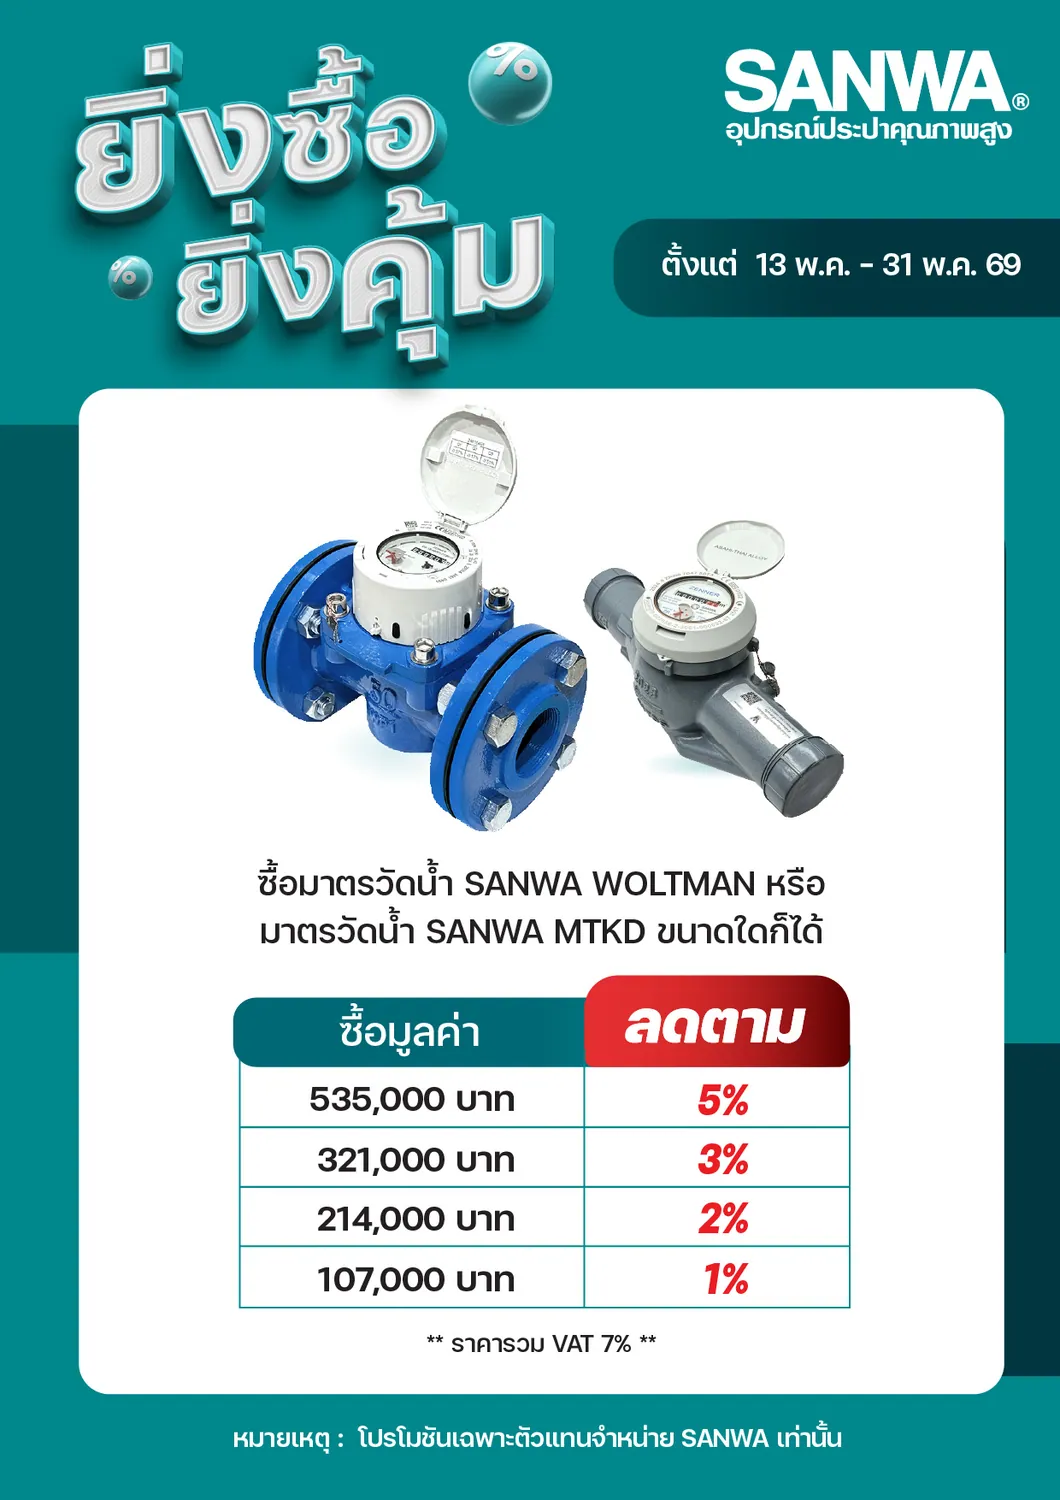 ยิ่งซื้อ
ยิ่งคุ้ม
%
%
SANWA®
อุปกรณ์ประปาคุณภาพสูง
ตั้งแต่ 13 พ.ค. - 31 พ.ค. 69
ASAHI-THAI ALLOY
ZENNER
50
ซื้อมาตรวัดน้ำ SANWA WOLTMAN หรือ
มาตรวัดน้ำ SANWA MTKD ขนาดใดก็ได้
ซื้อมูลค่า ลดตาม
535,000 บาท 5%
321,000 บาท 3%
214,000 บาท 2%
107,000 บาท 1%
** ราคารวม VAT 7% **
หมายเหตุ : โปรโมชันเฉพาะตัวแทนจำหน่าย SANWA เท่านั้น